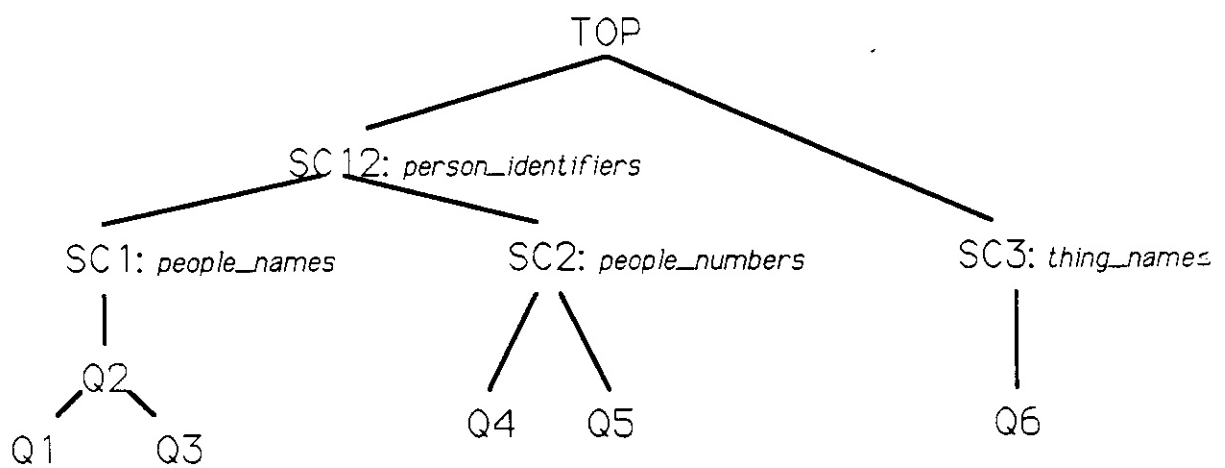 TOP
SC12: person_identifiers
SC1: people_names
SC2: people_numbers
SC3: thing_names
Q2
Q1
Q3
Q4
Q5
Q6